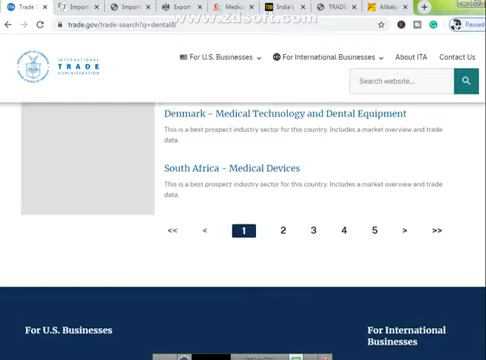 Trade
Import
Import
Export
Medic
India's
TRADE
Alibab
www.zdsoft.com
trade.gov/trade-search?q=dental&
Paused
INTERNATIONAL
TRADE
ADMINISTRATION
For U.S. Businesses
For International Businesses
About ITA
Contact Us
Search website...
Denmark - Medical Technology and Dental Equipment
This is a best prospect industry sector for this country. Includes a market overview and trade
data.
South Africa - Medical Devices
This is a best prospect industry sector for this country. Includes a market overview and trade
data.
<< < 1 2 3 4 5 > >>
For U.S. Businesses
For International
Businesses